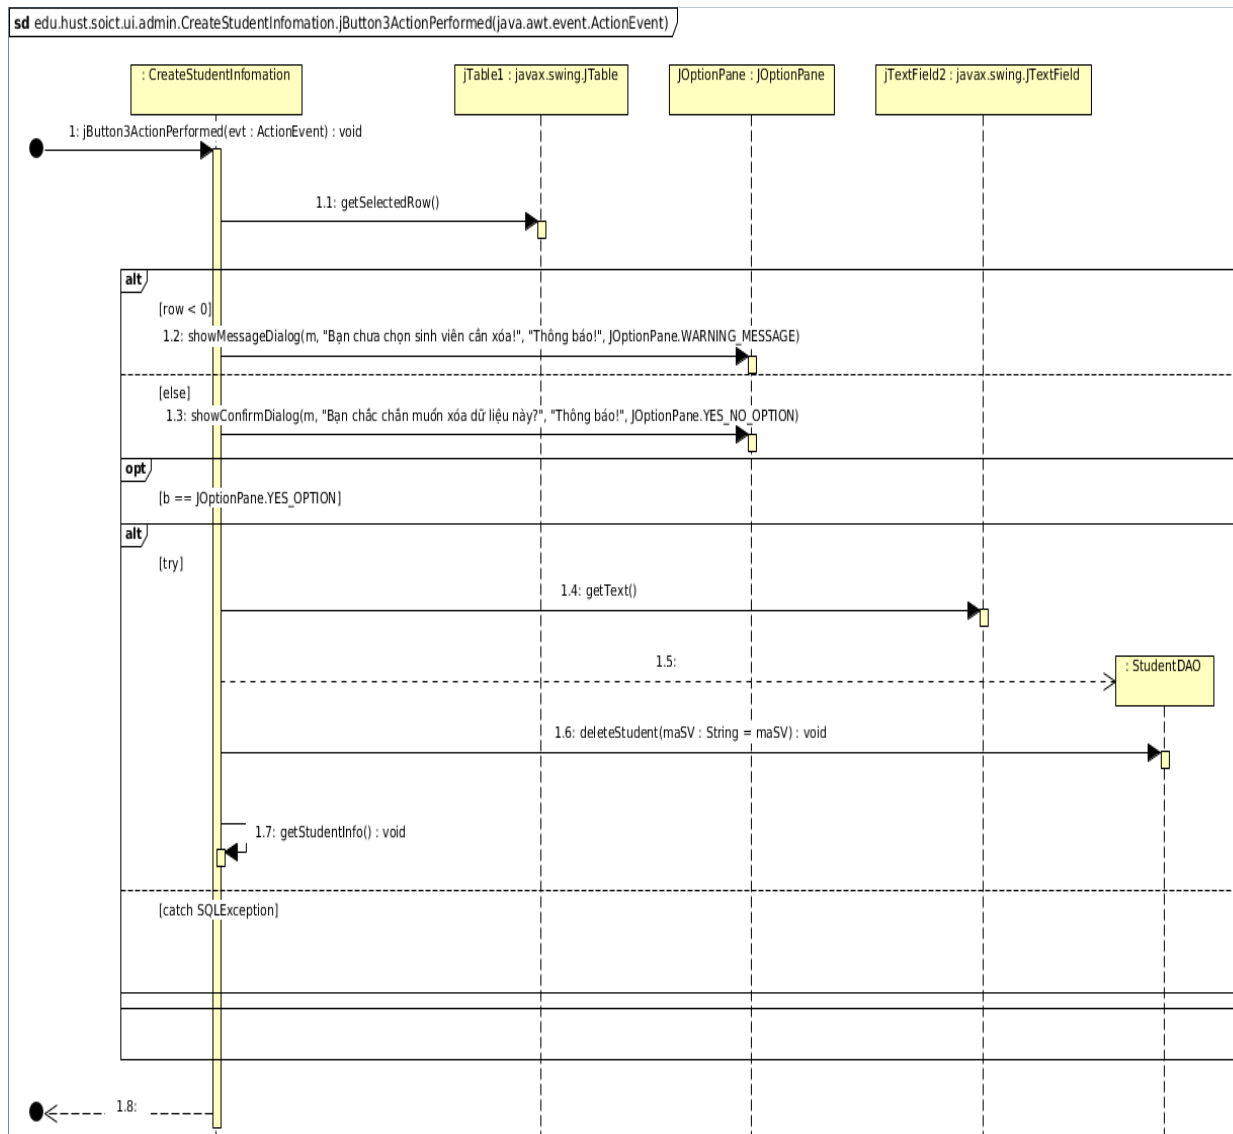 sd edu.hust.soict.ui.admin.CreateStudentInfomation.jButton3ActionPerformed(java.awt.event.ActionEvent)
: CreateStudentInfomation
jTable1 : javax.swing.JTable
JOptionPane : JOptionPane
jTextField2 : javax.swing.JTextField
1: jButton3ActionPerformed(evt : ActionEvent) : void
1.1: getSelectedRow()
alt
[row < 0]
1.2: showMessageDialog(m, "Bạn chưa chọn sinh viên cần xóa!", "Thông báo!", JOptionPane.WARNING_MESSAGE)
[else]
1.3: showConfirmDialog(m, "Bạn chắc chắn muốn xóa dữ liệu này?", "Thông báo!", JOptionPane.YES_NO_OPTION)
opt
[b == JOptionPane.YES_OPTION]
alt
[try]
1.4: getText()
1.5:
: StudentDAO
1.6: deleteStudent(maSV : String = maSV) : void
1.7: getStudentInfo() : void
[catch SQLException]
1.8: